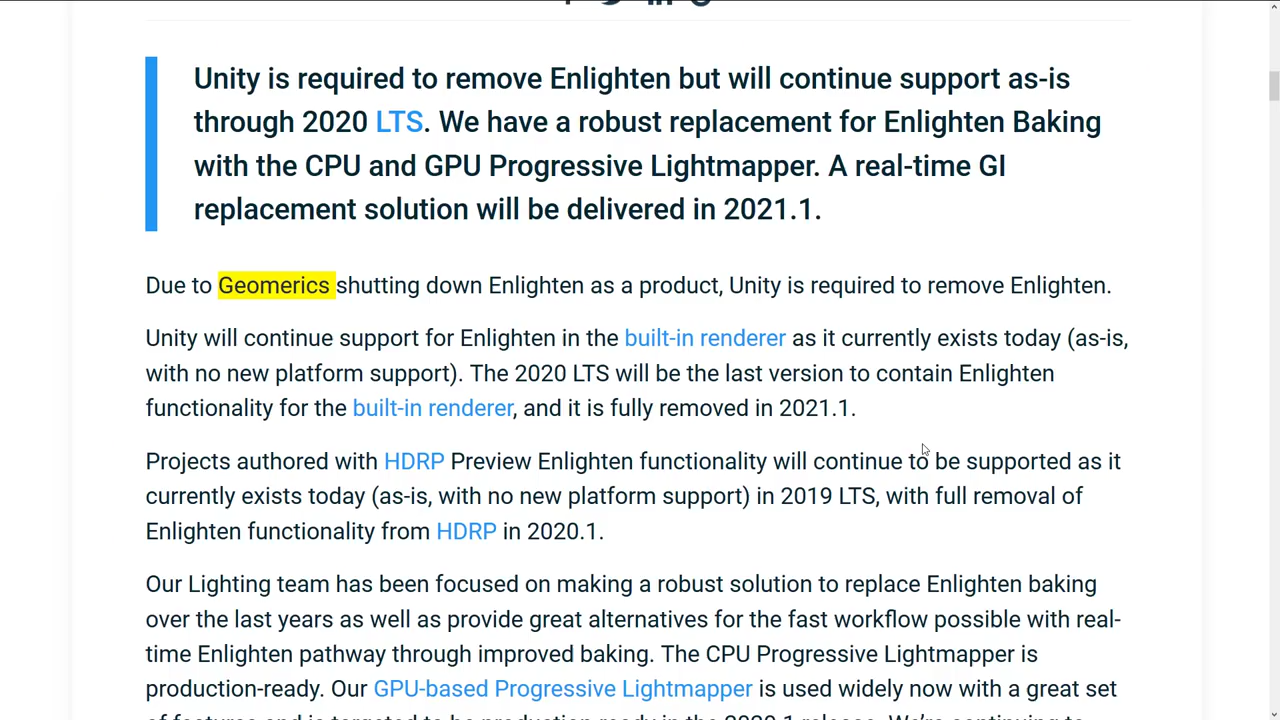 Unity is required to remove Enlighten but will continue support as-is
through 2020 LTS. We have a robust replacement for Enlighten Baking
with the CPU and GPU Progressive Lightmapper. A real-time GI
replacement solution will be delivered in 2021.1.
Due to Geomerics shutting down Enlighten as a product, Unity is required to remove Enlighten.
Unity will continue support for Enlighten in the built-in renderer as it currently exists today (as-is,
with no new platform support). The 2020 LTS will be the last version to contain Enlighten
functionality for the built-in renderer, and it is fully removed in 2021.1.
Projects authored with HDRP Preview Enlighten functionality will continue to be supported as it
currently exists today (as-is, with no new platform support) in 2019 LTS, with full removal of
Enlighten functionality from HDRP in 2020.1.
Our Lighting team has been focused on making a robust solution to replace Enlighten baking
over the last years as well as provide great alternatives for the fast workflow possible with real-
time Enlighten pathway through improved baking. The CPU Progressive Lightmapper is
production-ready. Our GPU-based Progressive Lightmapper is used widely now with a great set